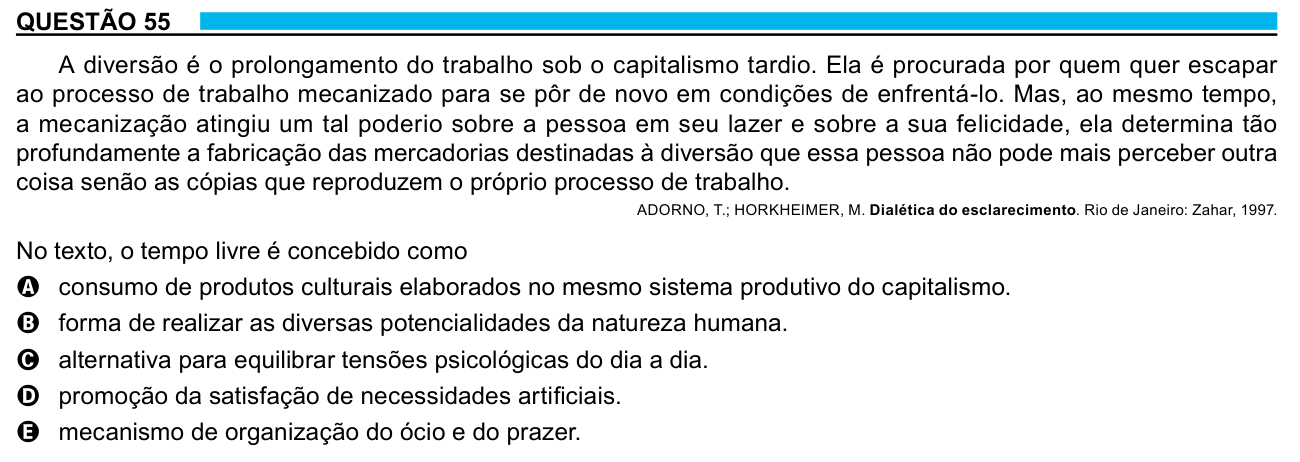 QUESTÃO 55
A diversão é o prolongamento do trabalho sob o capitalismo tardio. Ela é procurada por quem quer escapar
ao processo de trabalho mecanizado para se pôr de novo em condições de enfrentá-lo. Mas, ao mesmo tempo,
a mecanização atingiu um tal poderio sobre a pessoa em seu lazer e sobre a sua felicidade, ela determina tão
profundamente a fabricação das mercadorias destinadas à diversão que essa pessoa não pode mais perceber outra
coisa senão as cópias que reproduzem o próprio processo de trabalho.
ADORNO, T.; HORKHEIMER, M. Dialética do esclarecimento. Rio de Janeiro: Zahar, 1997.
No texto, o tempo livre é concebido como
A consumo de produtos culturais elaborados no mesmo sistema produtivo do capitalismo.
B forma de realizar as diversas potencialidades da natureza humana.
C alternativa para equilibrar tensões psicológicas do dia a dia.
D promoção da satisfação de necessidades artificiais.
E mecanismo de organização do ócio e do prazer.